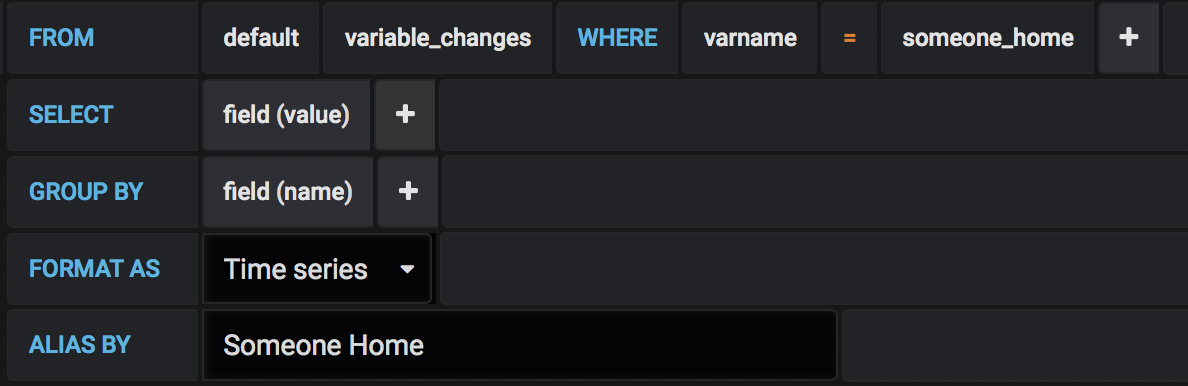 FROM default variable_changes WHERE varname = someone_home +
SELECT field (value) +
GROUP BY field (name) +
FORMAT AS Time series
ALIAS BY Someone Home